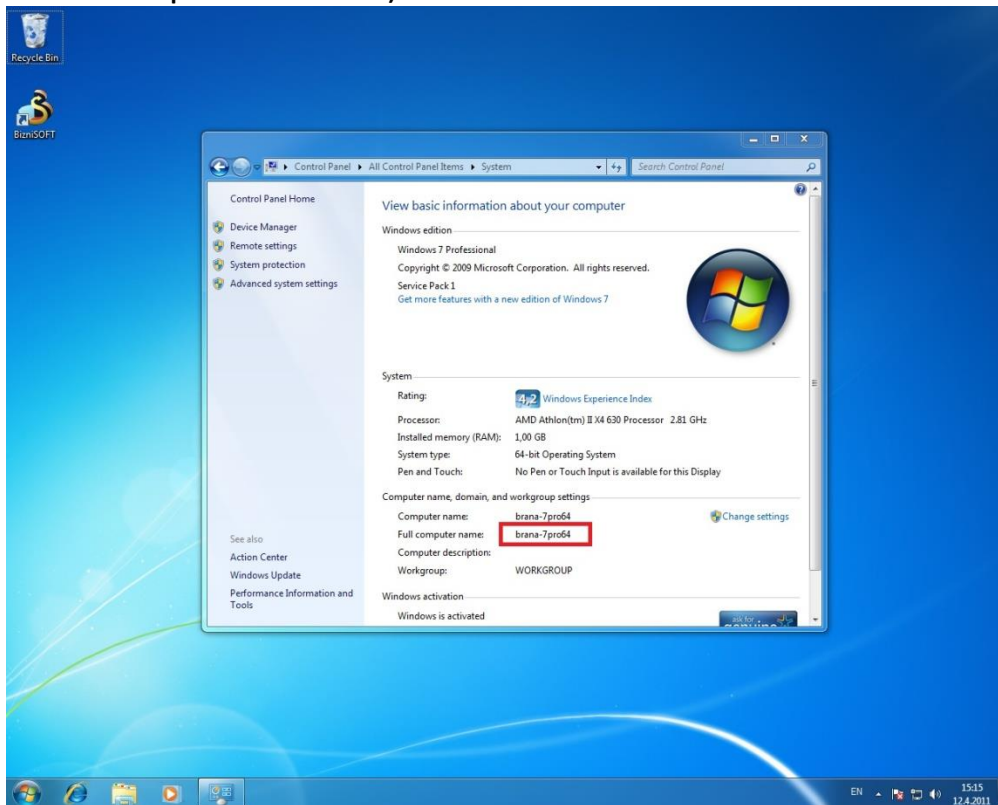 Recycle Bin
BizniSOFT
Control Panel ▸ All Control Panel Items ▸ System
Search Control Panel
Control Panel Home
Device Manager
Remote settings
System protection
Advanced system settings
See also
Action Center
Windows Update
Performance Information and
Tools
View basic information about your computer
Windows edition
Windows 7 Professional
Copyright © 2009 Microsoft Corporation. All rights reserved.
Service Pack 1
Get more features with a new edition of Windows 7
System
Rating: 4,2 Windows Experience Index
Processor: AMD Athlon(tm) II X4 630 Processor 2.81 GHz
Installed memory (RAM): 1,00 GB
System type: 64-bit Operating System
Pen and Touch: No Pen or Touch Input is available for this Display
Computer name, domain, and workgroup settings
Computer name: brana-7pro64 Change settings
Full computer name: brana-7pro64
Computer description:
Workgroup: WORKGROUP
Windows activation
Windows is activated
ask for
EN 15:15
12.4.2011